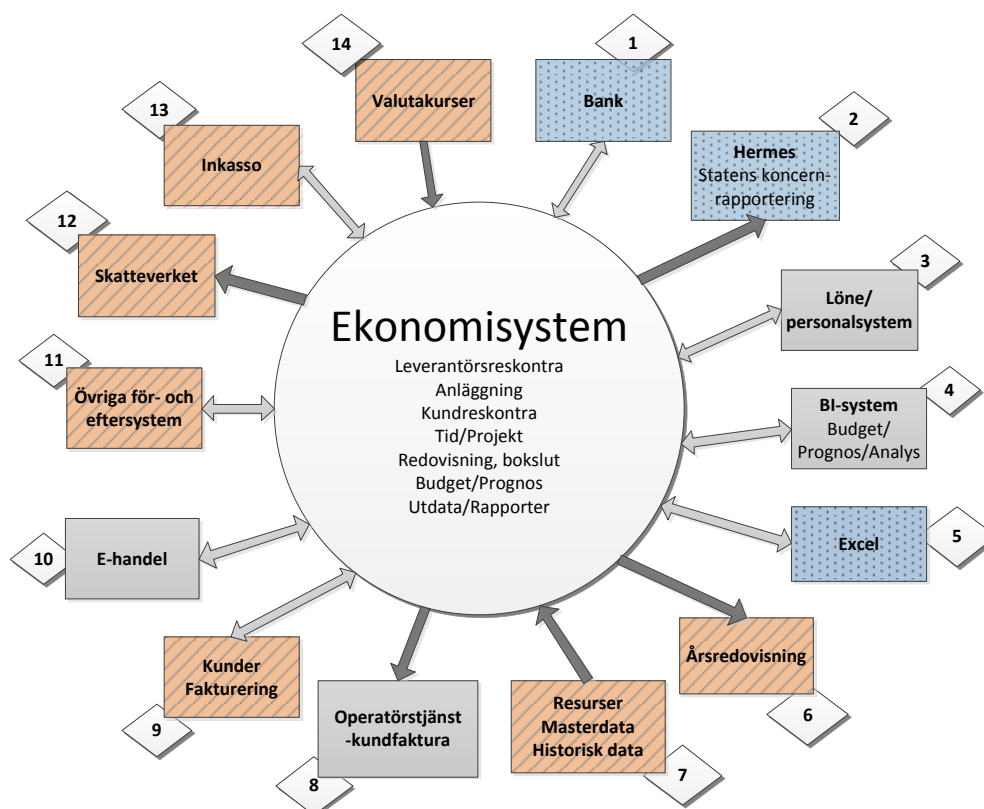 14
Valutakurser
1
Bank
2
Hermes
Statens koncern-
rapportering
3
Löne/
personalsystem
4
BI-system
Budget/
Prognos/Analys
5
Excel
6
Årsredovisning
7
Resurser
Masterdata
Historisk data
8
Operatörstjänst
-kundfaktura
9
Kunder
Fakturering
10
E-handel
11
Övriga för- och
eftersystem
12
Skatteverket
13
Inkasso
Ekonomisystem
Leverantörsreskontra
Anläggning
Kundreskontra
Tid/Projekt
Redovisning, bokslut
Budget/Prognos
Utdata/Rapporter